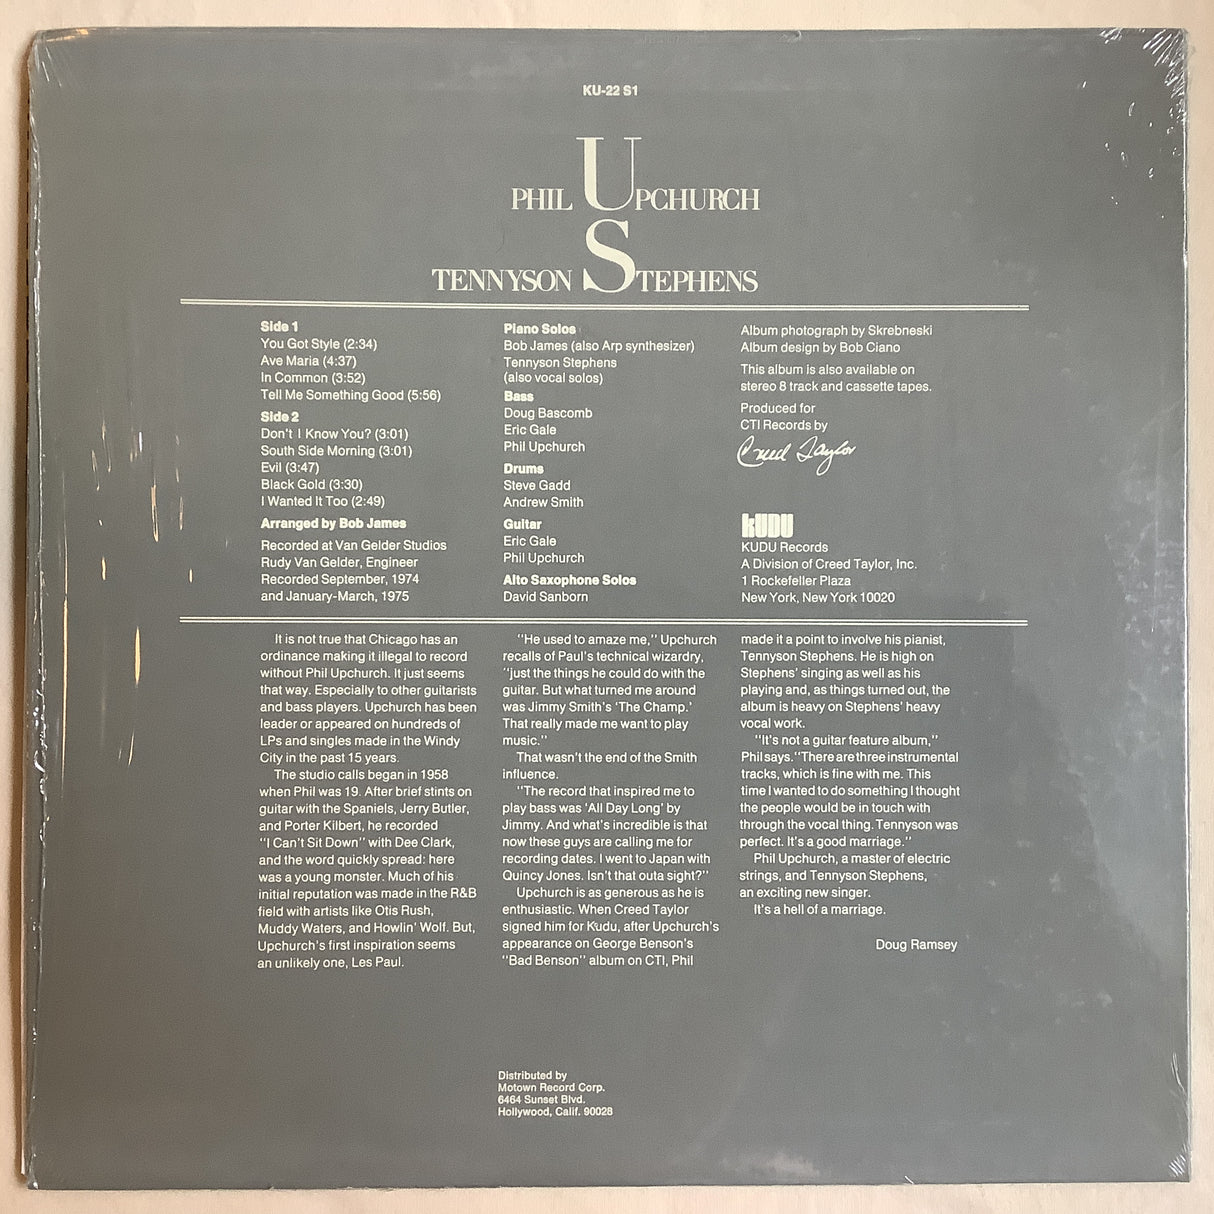 KU-22 S1
PHIL UPCHURCH
TENNYSON STEPHENS
Side 1
You Got Style (2:34)
Ave Maria (4:37)
In Common (3:52)
Tell Me Something Good (5:56)
Side 2
Don't I Know You? (3:01)
South Side Morning (3:01)
Evil (3:47)
Black Gold (3:30)
I Wanted It Too (2:49)
Arranged by Bob James
Recorded at Van Gelder Studios
Rudy Van Gelder, Engineer
Recorded September, 1974
and January-March, 1975
Piano Solos
Bob James (also Arp synthesizer)
Tennyson Stephens
(also vocal solos)
Bass
Doug Bascomb
Eric Gale
Phil Upchurch
Drums
Steve Gadd
Andrew Smith
Guitar
Eric Gale
Phil Upchurch
Alto Saxophone Solos
David Sanborn
Album photograph by Skrebneski
Album design by Bob Ciano
This album is also available on
stereo 8 track and cassette tapes.
Produced for
CTI Records by
Creed Taylor
KUDU
KUDU Records
A Division of Creed Taylor, Inc.
1 Rockefeller Plaza
New York, New York 10020
It is not true that Chicago has an
ordinance making it illegal to record
without Phil Upchurch. It just seems
that way. Especially to other guitarists
and bass players. Upchurch has been
leader or appeared on hundreds of
LPs and singles made in the Windy
City in the past 15 years.
The studio calls began in 1958
when Phil was 19. After brief stints on
guitar with the Spaniels, Jerry Butler,
and Porter Kilbert, he recorded
"I Can't Sit Down" with Dee Clark,
and the word quickly spread: here
was a young monster. Much of his
initial reputation was made in the R&B
field with artists like Otis Rush,
Muddy Waters, and Howlin' Wolf. But,
Upchurch's first inspiration seems
an unlikely one, Les Paul.
"He used to amaze me," Upchurch
recalls of Paul's technical wizardry,
"just the things he could do with the
guitar. But what turned me around
was Jimmy Smith's 'The Champ.'
That really made me want to play
music."
That wasn't the end of the Smith
influence.
"The record that inspired me to
play bass was 'All Day Long' by
Jimmy. And what's incredible is that
now these guys are calling me for
recording dates. I went to Japan with
Quincy Jones. Isn't that outa sight?"
Upchurch is as generous as he is
enthusiastic. When Creed Taylor
signed him for Kudu, after Upchurch's
appearance on George Benson's
"Bad Benson" album on CTI, Phil
made it a point to involve his pianist,
Tennyson Stephens. He is high on
Stephens' singing as well as his
playing and, as things turned out, the
album is heavy on Stephens' heavy
vocal work.
"It's not a guitar feature album,"
Phil says. "There are three instrumental
tracks, which is fine with me. This
time I wanted to do something I thought
the people would be in touch with
through the vocal thing. Tennyson was
perfect. It's a good marriage."
Phil Upchurch, a master of electric
strings, and Tennyson Stephens,
an exciting new singer.
It's a hell of a marriage.
Doug Ramsey
Distributed by
Motown Record Corp.
6464 Sunset Blvd.
Hollywood, Calif. 90028